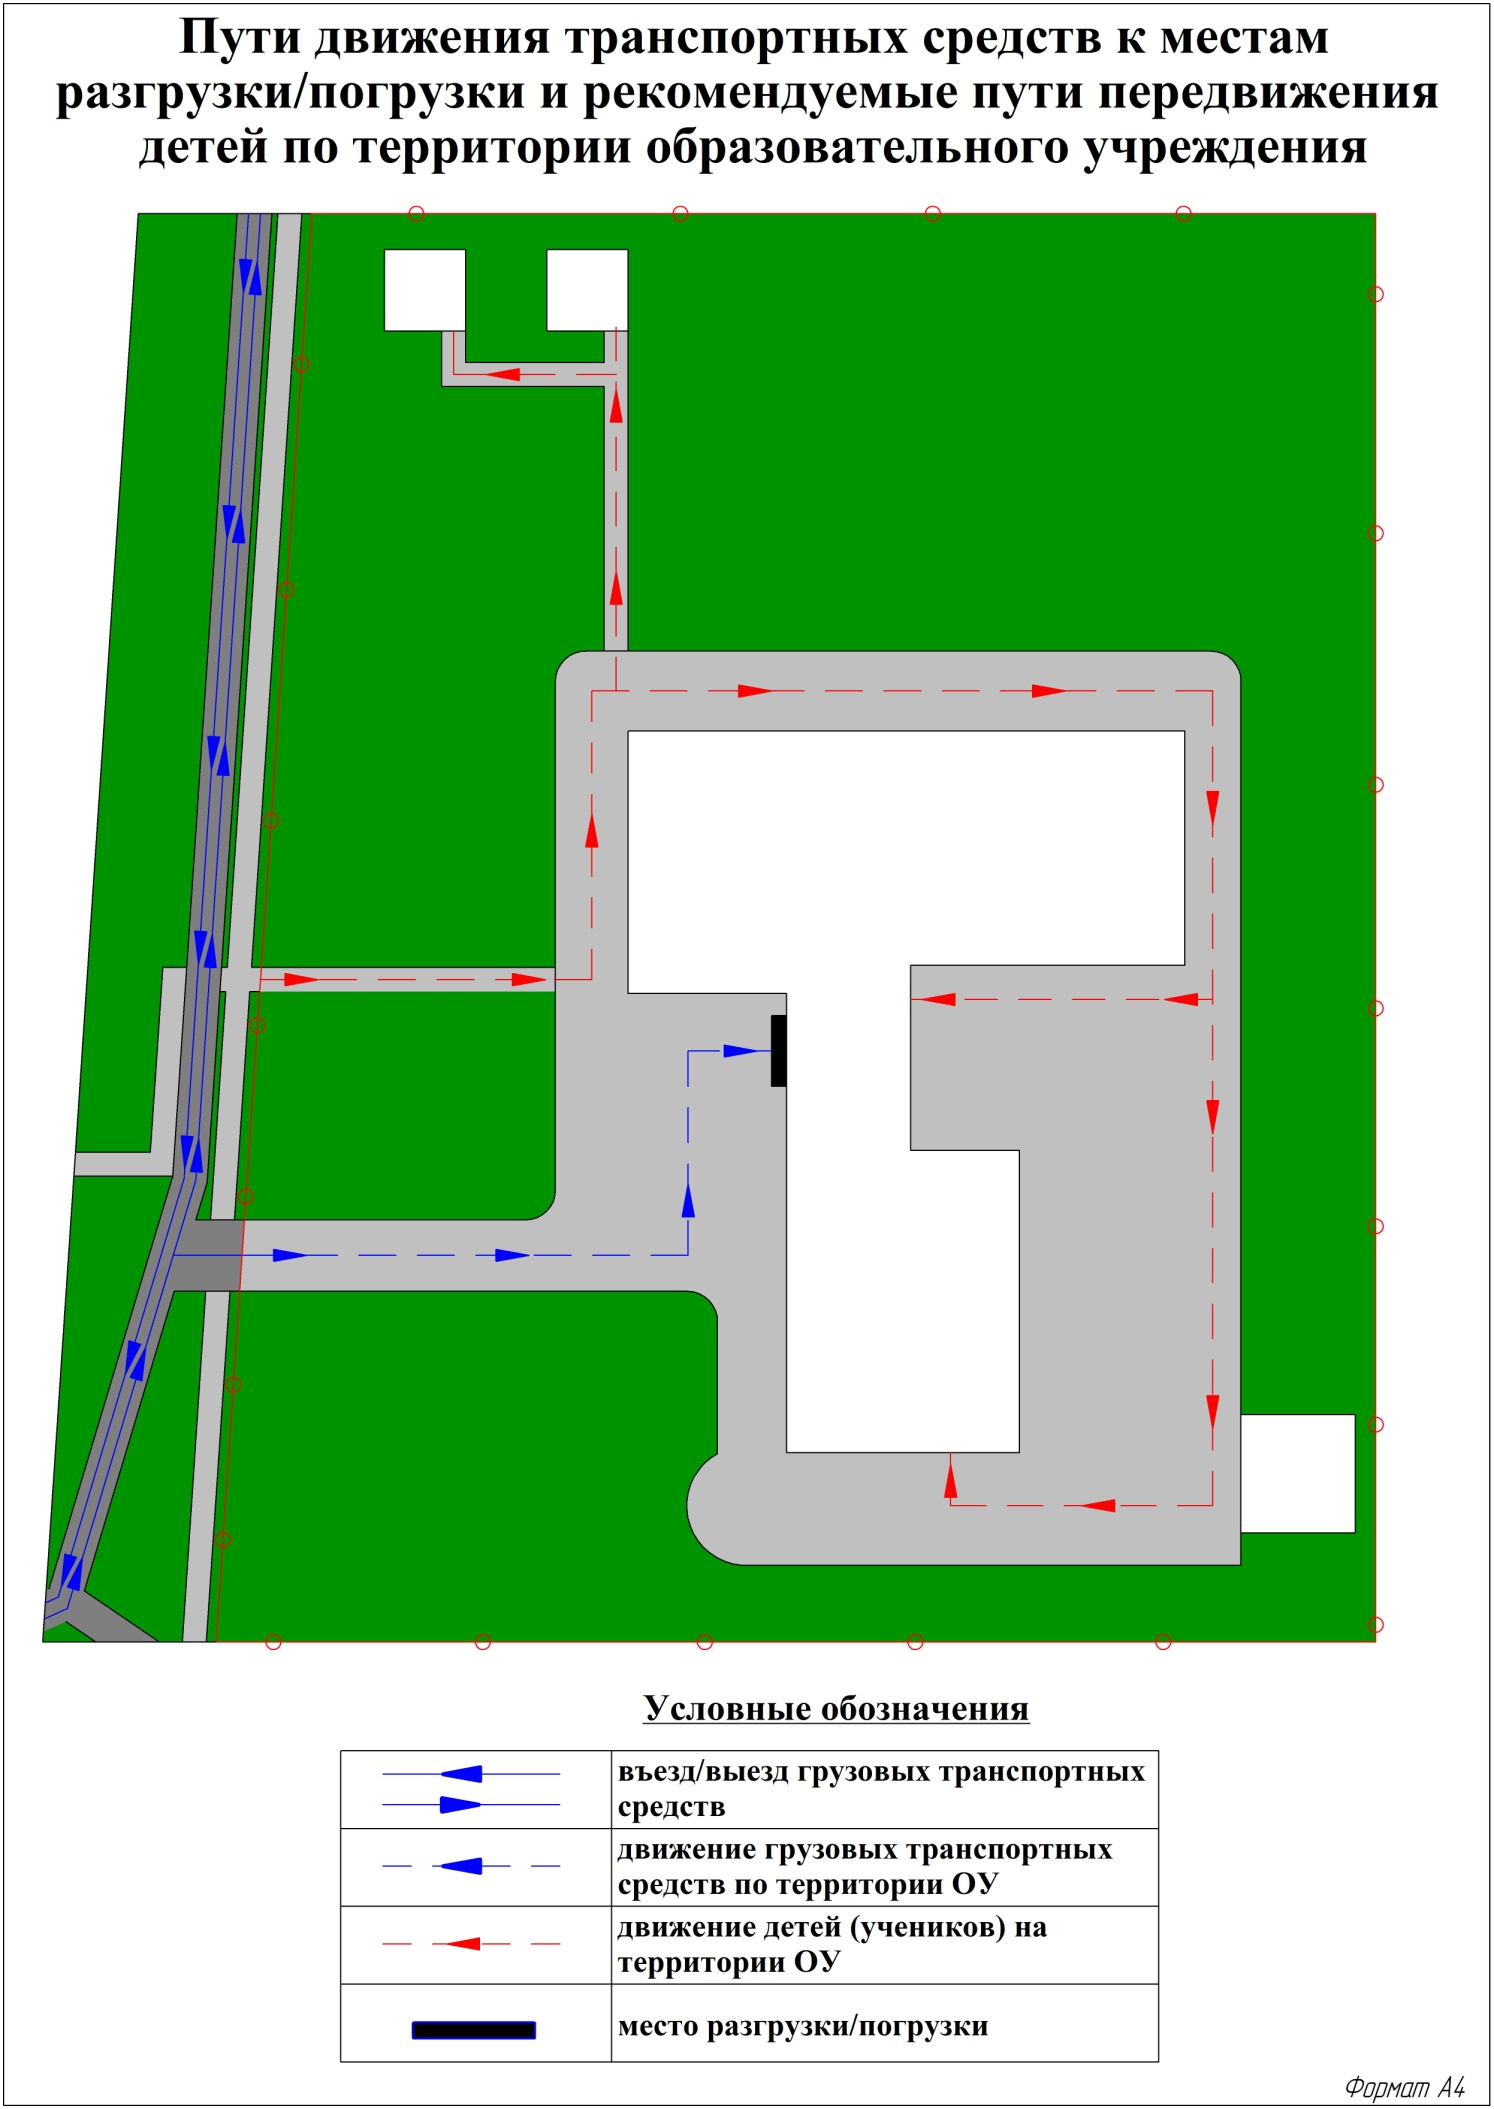 Пути движения транспортных средств к местам
разгрузки/погрузки и рекомендуемые пути передвижения
детей по территории образовательного учреждения
Условные обозначения
въезд/выезд грузовых транспортных
средств
движение грузовых транспортных
средств по территории ОУ
движение детей (учеников) на
территории ОУ
место разгрузки/погрузки
Формат А4